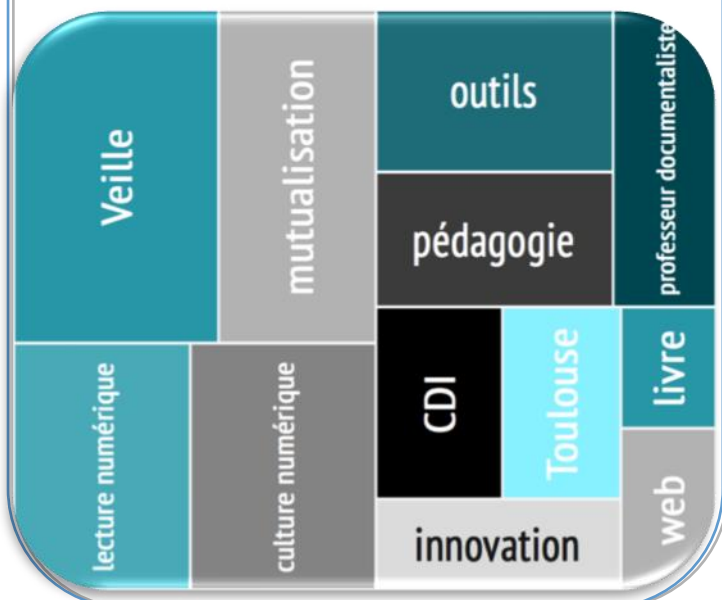 Veille
mutualisation
outils
professeur documentaliste
pédagogie
lecture numérique
culture numérique
CDI
Toulouse
Livre
web
innovation